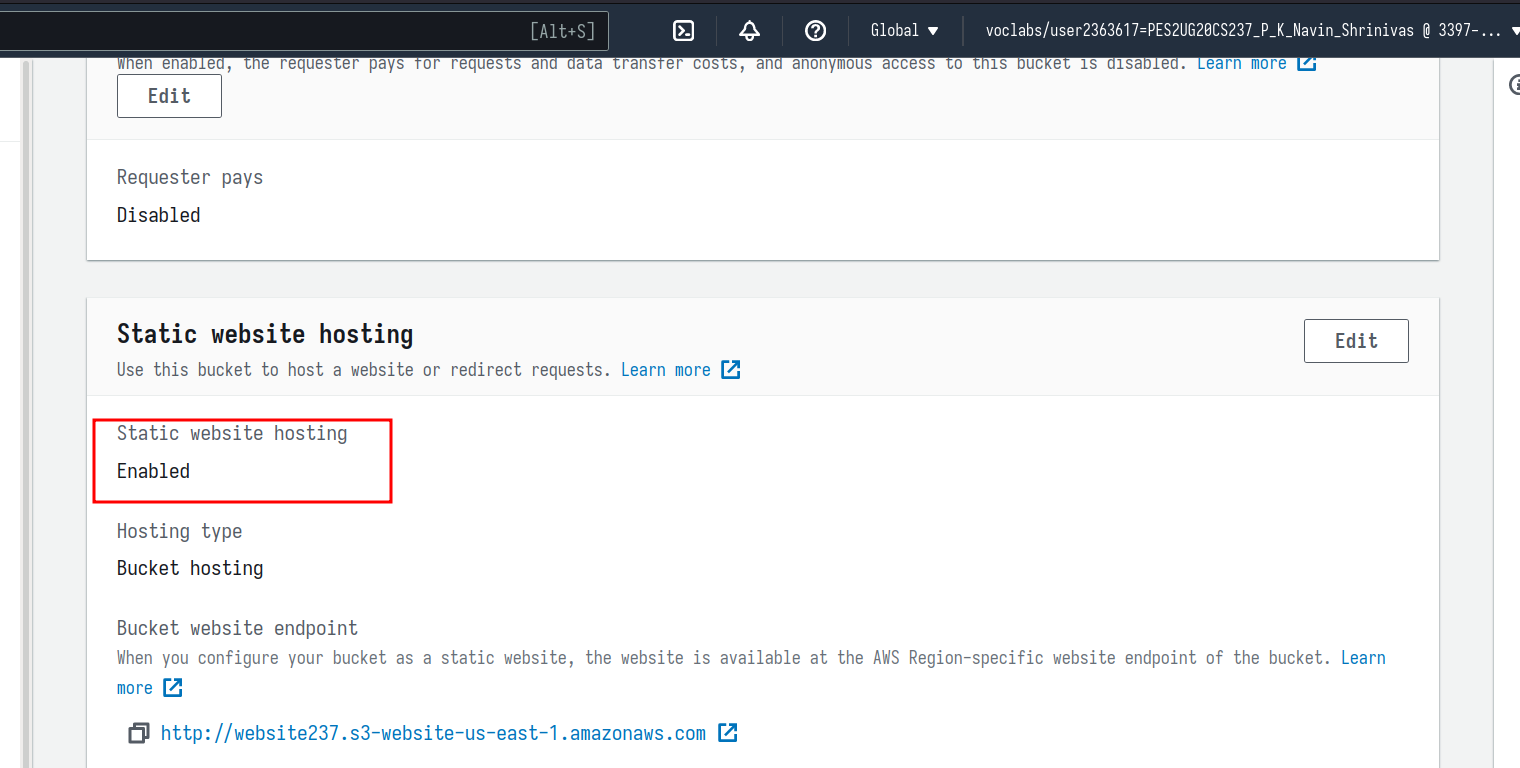 [Alt+S]
Global
voclabs/user2363617=PES2UG20CS237_P_K_Navin_Shrinivas @ 3397-...
When enabled, the requester pays for requests and data transfer costs, and anonymous access to this bucket is disabled. Learn more
Edit
Requester pays
Disabled
Static website hosting
Edit
Use this bucket to host a website or redirect requests. Learn more
Static website hosting
Enabled
Hosting type
Bucket hosting
Bucket website endpoint
When you configure your bucket as a static website, the website is available at the AWS Region-specific website endpoint of the bucket. Learn
more
http://website237.s3-website-us-east-1.amazonaws.com